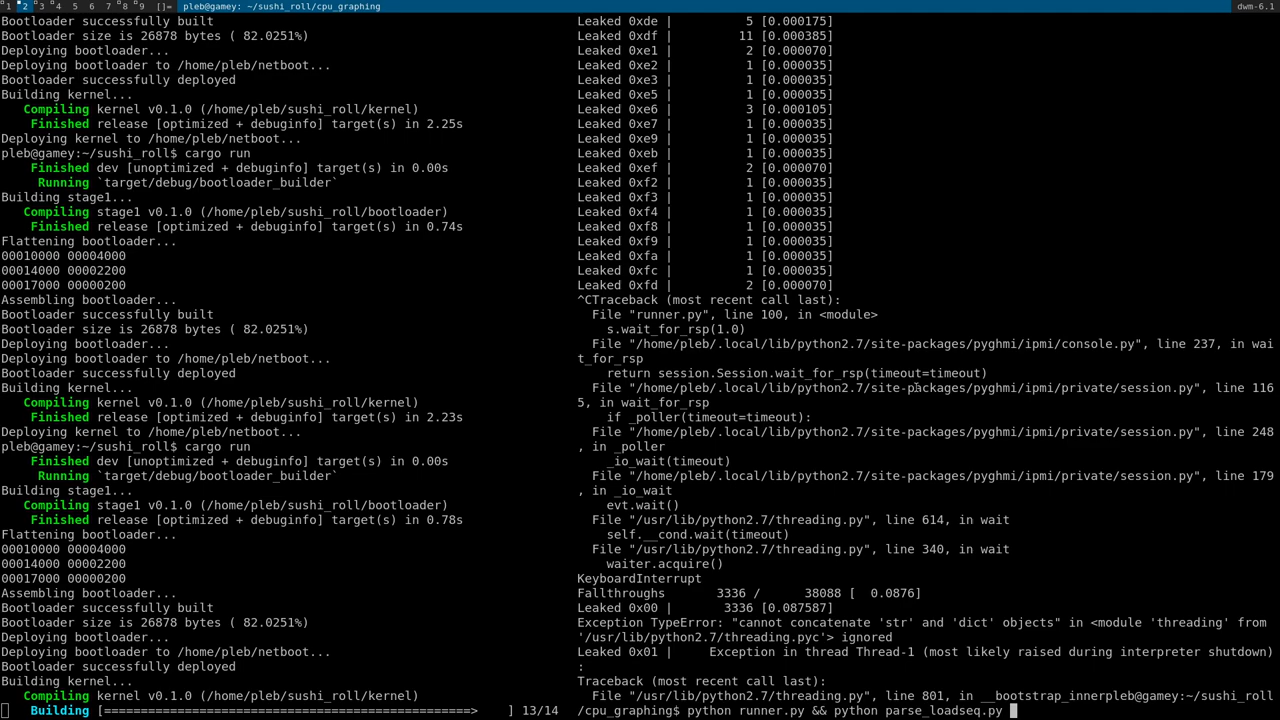 1 2 3 4 5 6 7 8 9 []= pleb@gamey: ~/sushi_roll/cpu_graphing dwm-6.1
Bootloader successfully built
Bootloader size is 26878 bytes ( 82.0251%)
Deploying bootloader...
Deploying bootloader to /home/pleb/netboot...
Bootloader successfully deployed
Building kernel...
Compiling kernel v0.1.0 (/home/pleb/sushi_roll/kernel)
Finished release [optimized + debuginfo] target(s) in 2.25s
Deploying kernel to /home/pleb/netboot...
pleb@gamey:~/sushi_roll$ cargo run
Finished dev [unoptimized + debuginfo] target(s) in 0.00s
Running `target/debug/bootloader_builder`
Building stage1...
Compiling stage1 v0.1.0 (/home/pleb/sushi_roll/bootloader)
Finished release [optimized + debuginfo] target(s) in 0.74s
Flattening bootloader...
00010000 00004000
00014000 00002200
00017000 00000200
Assembling bootloader...
Bootloader successfully built
Bootloader size is 26878 bytes ( 82.0251%)
Deploying bootloader...
Deploying bootloader to /home/pleb/netboot...
Bootloader successfully deployed
Building kernel...
Compiling kernel v0.1.0 (/home/pleb/sushi_roll/kernel)
Finished release [optimized + debuginfo] target(s) in 2.23s
Deploying kernel to /home/pleb/netboot...
pleb@gamey:~/sushi_roll$ cargo run
Finished dev [unoptimized + debuginfo] target(s) in 0.00s
Running `target/debug/bootloader_builder`
Building stage1...
Compiling stage1 v0.1.0 (/home/pleb/sushi_roll/bootloader)
Finished release [optimized + debuginfo] target(s) in 0.78s
Flattening bootloader...
00010000 00004000
00014000 00002200
00017000 00000200
Assembling bootloader...
Bootloader successfully built
Bootloader size is 26878 bytes ( 82.0251%)
Deploying bootloader...
Deploying bootloader to /home/pleb/netboot...
Bootloader successfully deployed
Building kernel...
Compiling kernel v0.1.0 (/home/pleb/sushi_roll/kernel)
Building [=================================================> ] 13/14
Leaked 0xde | 5 [0.000175]
Leaked 0xdf | 11 [0.000385]
Leaked 0xe1 | 2 [0.000070]
Leaked 0xe2 | 1 [0.000035]
Leaked 0xe3 | 1 [0.000035]
Leaked 0xe5 | 1 [0.000035]
Leaked 0xe6 | 3 [0.000105]
Leaked 0xe7 | 1 [0.000035]
Leaked 0xe9 | 1 [0.000035]
Leaked 0xeb | 1 [0.000035]
Leaked 0xef | 2 [0.000070]
Leaked 0xf2 | 1 [0.000035]
Leaked 0xf3 | 1 [0.000035]
Leaked 0xf4 | 1 [0.000035]
Leaked 0xf8 | 1 [0.000035]
Leaked 0xf9 | 1 [0.000035]
Leaked 0xfa | 1 [0.000035]
Leaked 0xfc | 1 [0.000035]
Leaked 0xfd | 2 [0.000070]
^CTraceback (most recent call last):
File "runner.py", line 100, in <module>
s.wait_for_rsp(1.0)
File "/home/pleb/.local/lib/python2.7/site-packages/pyghmi/ipmi/console.py", line 237, in wai
t_for_rsp
return session.Session.wait_for_rsp(timeout=timeout)
File "/home/pleb/.local/lib/python2.7/site-packages/pyghmi/ipmi/private/session.py", line 116
5, in wait_for_rsp
if _poller(timeout=timeout):
File "/home/pleb/.local/lib/python2.7/site-packages/pyghmi/ipmi/private/session.py", line 248
, in _poller
_io_wait(timeout)
File "/home/pleb/.local/lib/python2.7/site-packages/pyghmi/ipmi/private/session.py", line 179
, in _io_wait
evt.wait()
File "/usr/lib/python2.7/threading.py", line 614, in wait
self.__cond.wait(timeout)
File "/usr/lib/python2.7/threading.py", line 340, in wait
waiter.acquire()
KeyboardInterrupt
Fallthroughs 3336 / 38088 [ 0.0876]
Leaked 0x00 | 3336 [0.087587]
Exception TypeError: "cannot concatenate 'str' and 'dict' objects" in <module 'threading' from
'/usr/lib/python2.7/threading.pyc'> ignored
Leaked 0x01 | Exception in thread Thread-1 (most likely raised during interpreter shutdown)
:
Traceback (most recent call last):
File "/usr/lib/python2.7/threading.py", line 801, in __bootstrap_innerpleb@gamey:~/sushi_roll
/cpu_graphing$ python runner.py && python parse_loadseq.py